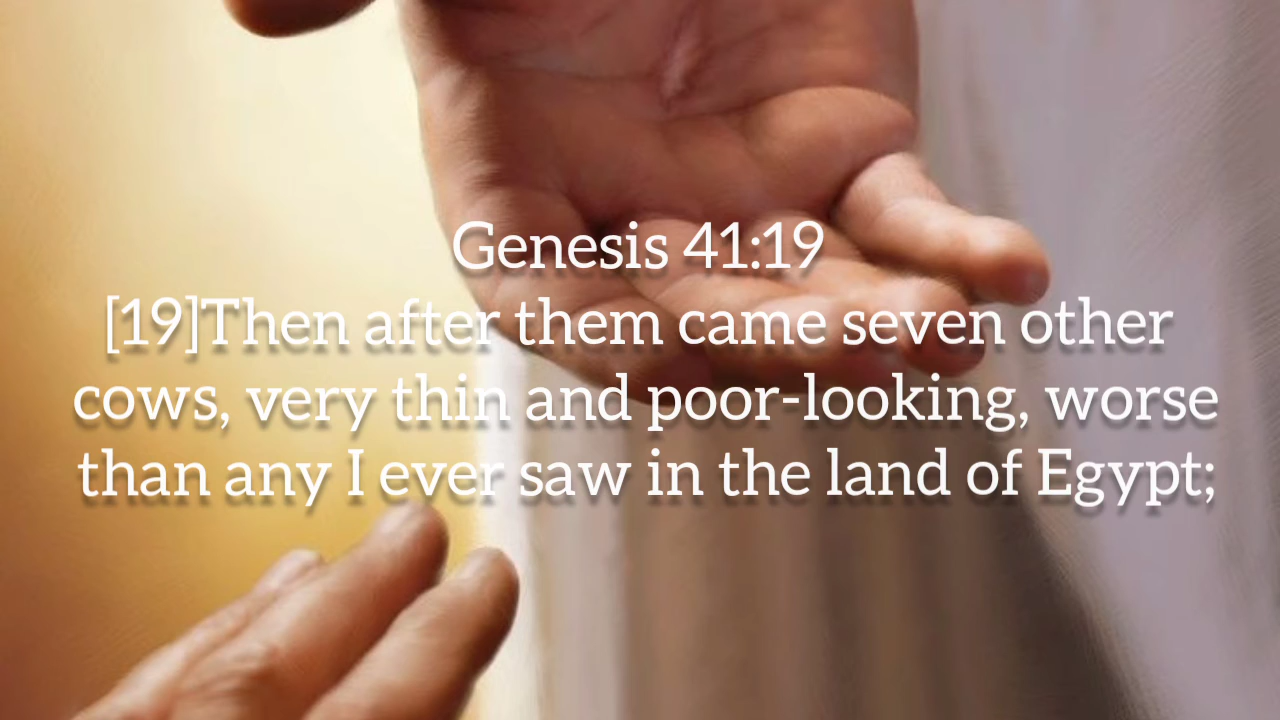 Genesis 41:19
[19]Then after them came seven other
cows, very thin and poor-looking, worse
than any I ever saw in the land of Egypt;